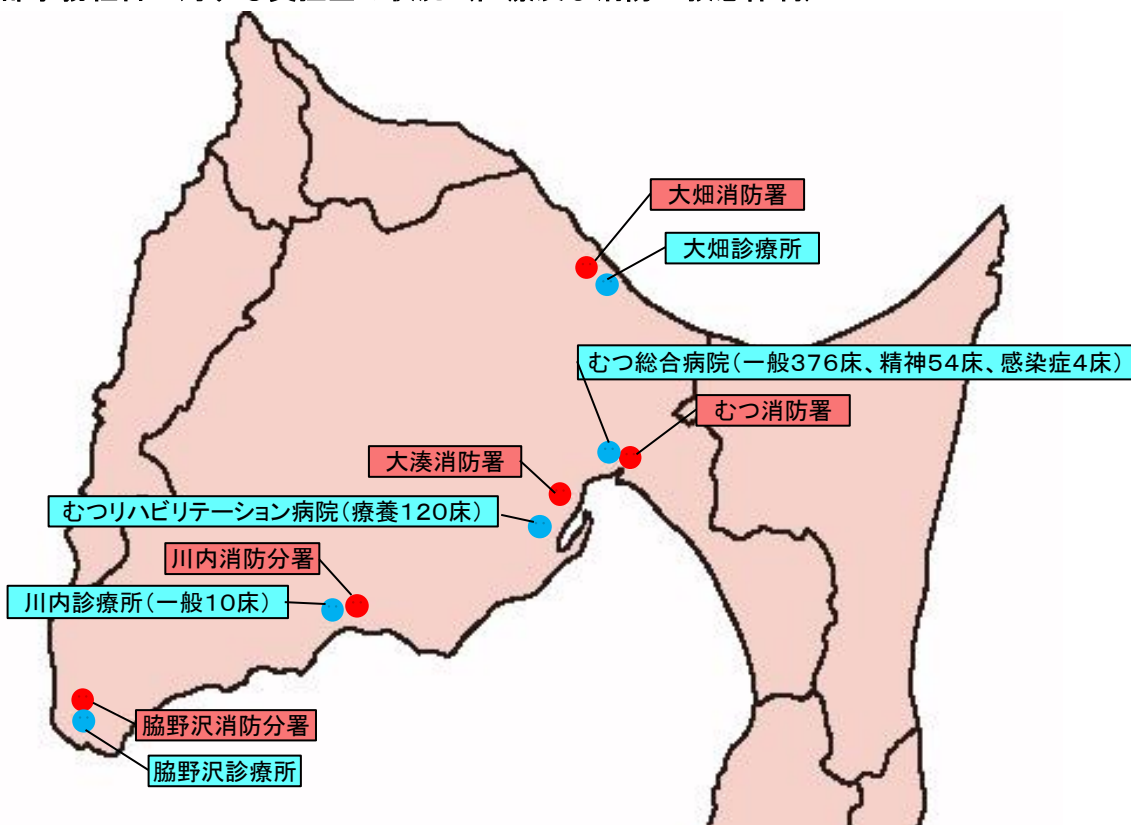 大畑消防署
大畑診療所
むつ総合病院(一般376床、精神54床、感染症4床)
むつ消防署
大湊消防署
むつリハビリテーション病院(療養120床)
川内消防分署
川内診療所(一般10床)
脇野沢消防分署
脇野沢診療所